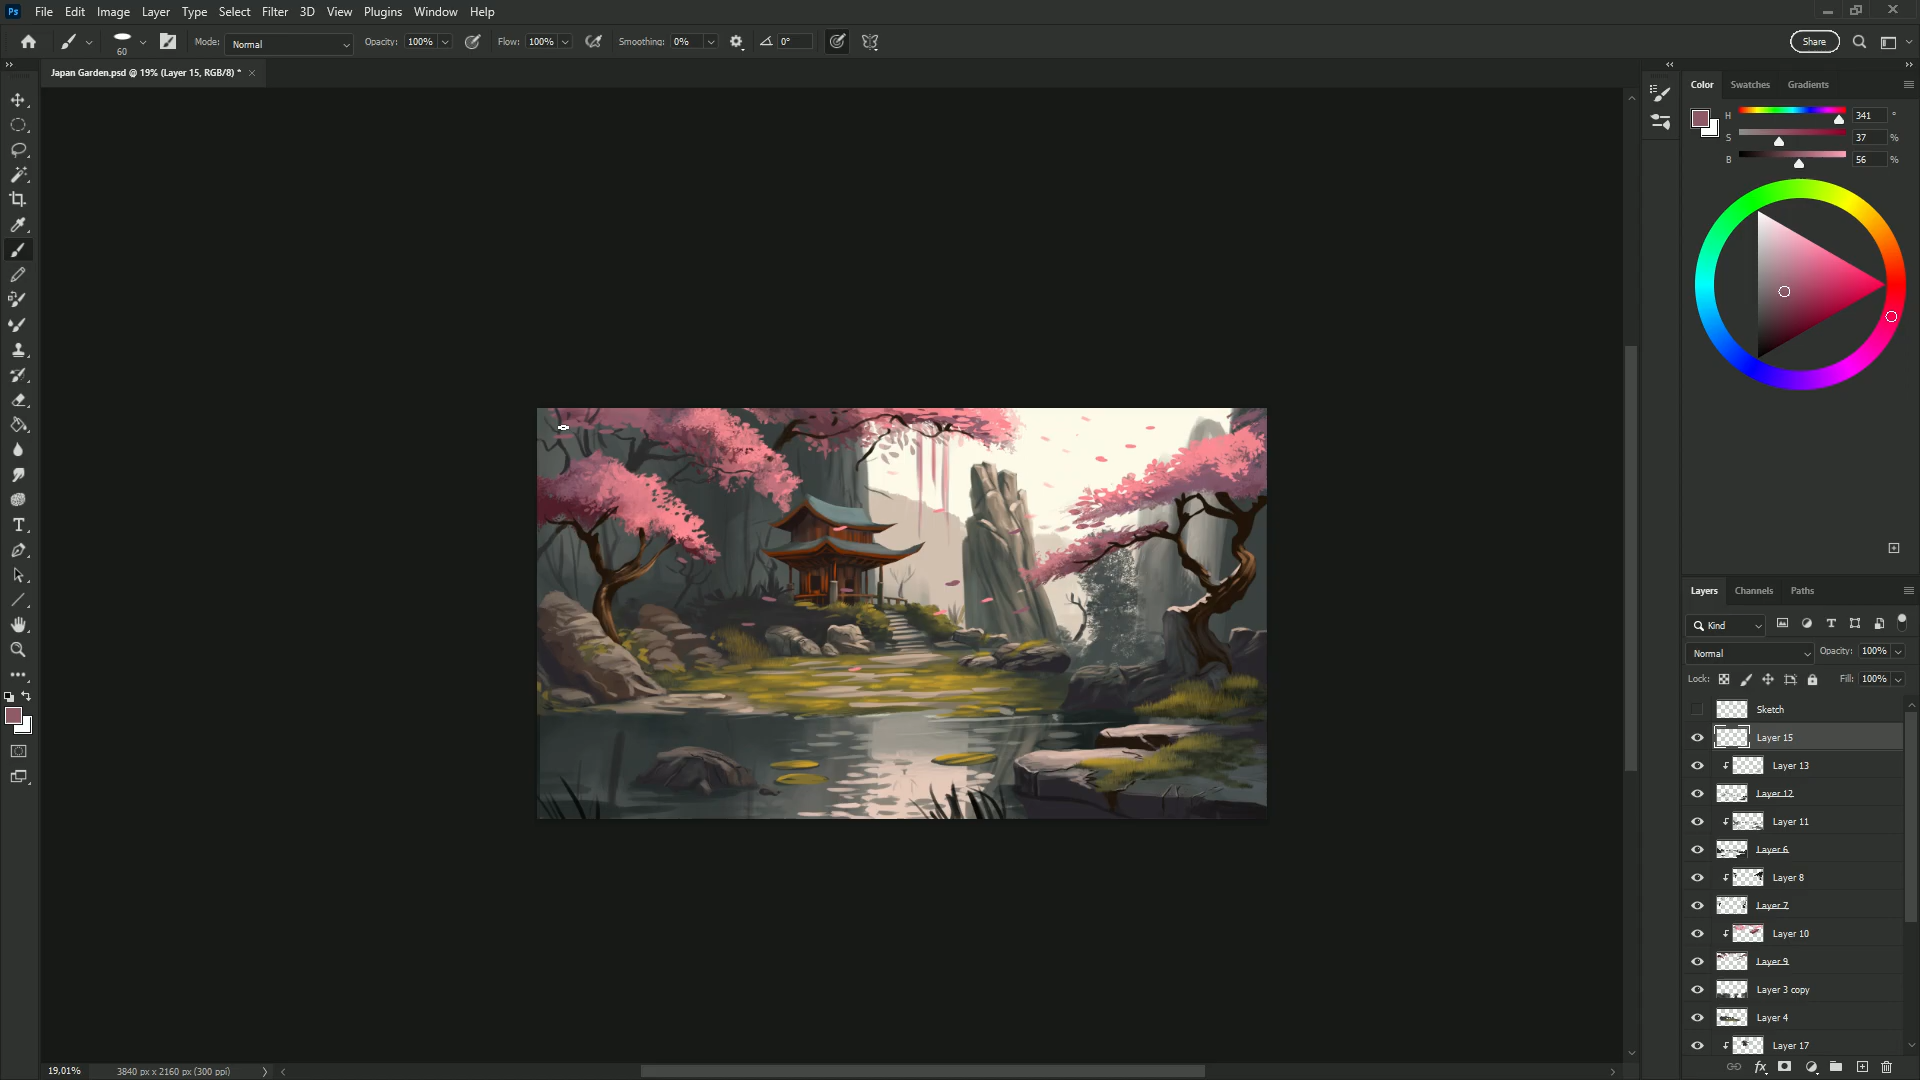 Ps File Edit Image Layer Type Select Filter 3D View Plugins Window Help
60 Mode: Normal Opacity: 100% Flow: 100% Smoothing: 0% 0° Share
Japan Garden.psd @ 19% (Layer 15, RGB/8) *
Color Swatches Gradients
H 341 °
S 37 %
B 56 %
Layers Channels Paths
Kind
Normal Opacity: 100%
Lock: Fill: 100%
Sketch
Layer 15
Layer 13
Layer 12
Layer 11
Layer 6
Layer 8
Layer 7
Layer 10
Layer 9
Layer 3 copy
Layer 4
Layer 17
fx
19,01% 3840 px x 2160 px (300 ppi)